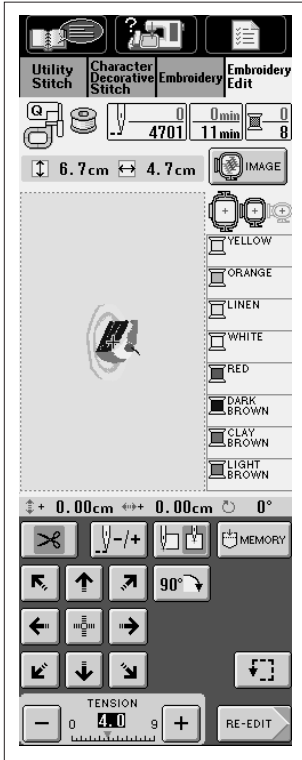 ?
Utility Stitch
Character Decorative Stitch
Embroidery
Embroidery Edit
Q
0
4701
0min
11min
0
8
6.7cm ↔ 4.7cm
IMAGE
YELLOW
ORANGE
LINEN
WHITE
RED
DARK BROWN
CLAY BROWN
LIGHT BROWN
+ 0.00cm + 0.00cm 0°
-/+
MEMORY
90°
TENSION
− 0 4.0 9 +
RE-EDIT